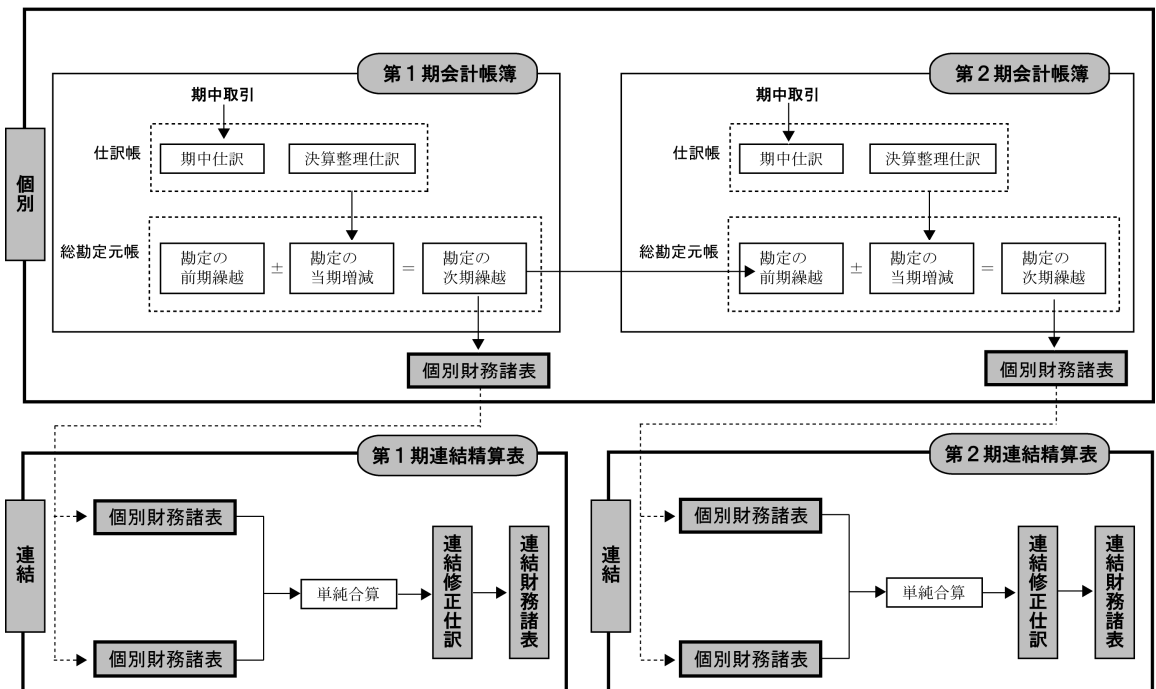 個別
第1期会計帳簿
期中取引
仕訳帳
期中仕訳
決算整理仕訳
総勘定元帳
勘定の
前期繰越
±
勘定の
当期増減
=
勘定の
次期繰越
個別財務諸表
第2期会計帳簿
期中取引
仕訳帳
期中仕訳
決算整理仕訳
総勘定元帳
勘定の
前期繰越
±
勘定の
当期増減
=
勘定の
次期繰越
個別財務諸表
連結
第1期連結精算表
個別財務諸表
個別財務諸表
単純合算
連結修正仕訳
連結財務諸表
連結
第2期連結精算表
個別財務諸表
個別財務諸表
単純合算
連結修正仕訳
連結財務諸表